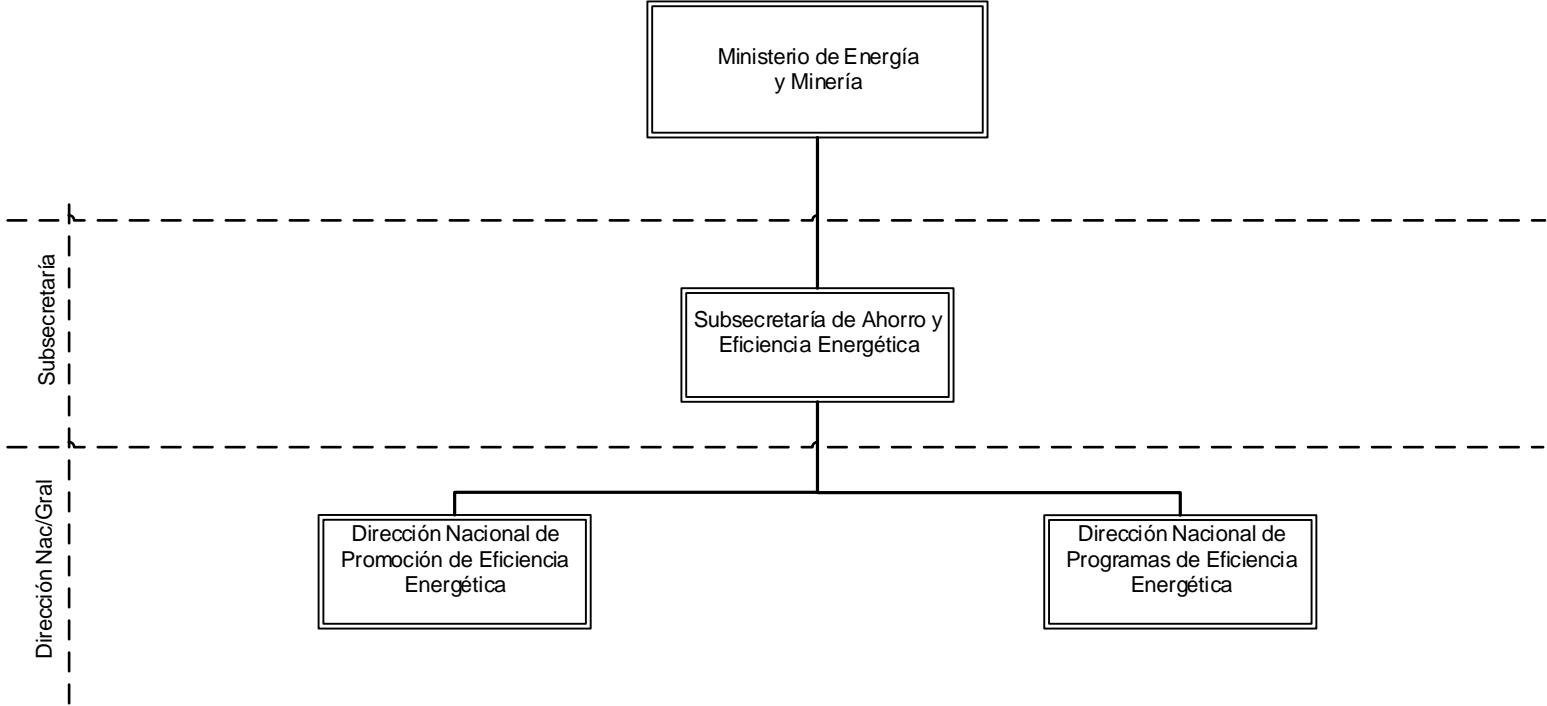 Ministerio de Energía
y Minería
Subsecretaría
Subsecretaría de Ahorro y
Eficiencia Energética
Dirección Nac/Gral
Dirección Nacional de
Promoción de Eficiencia
Energética
Dirección Nacional de
Programas de Eficiencia
Energética